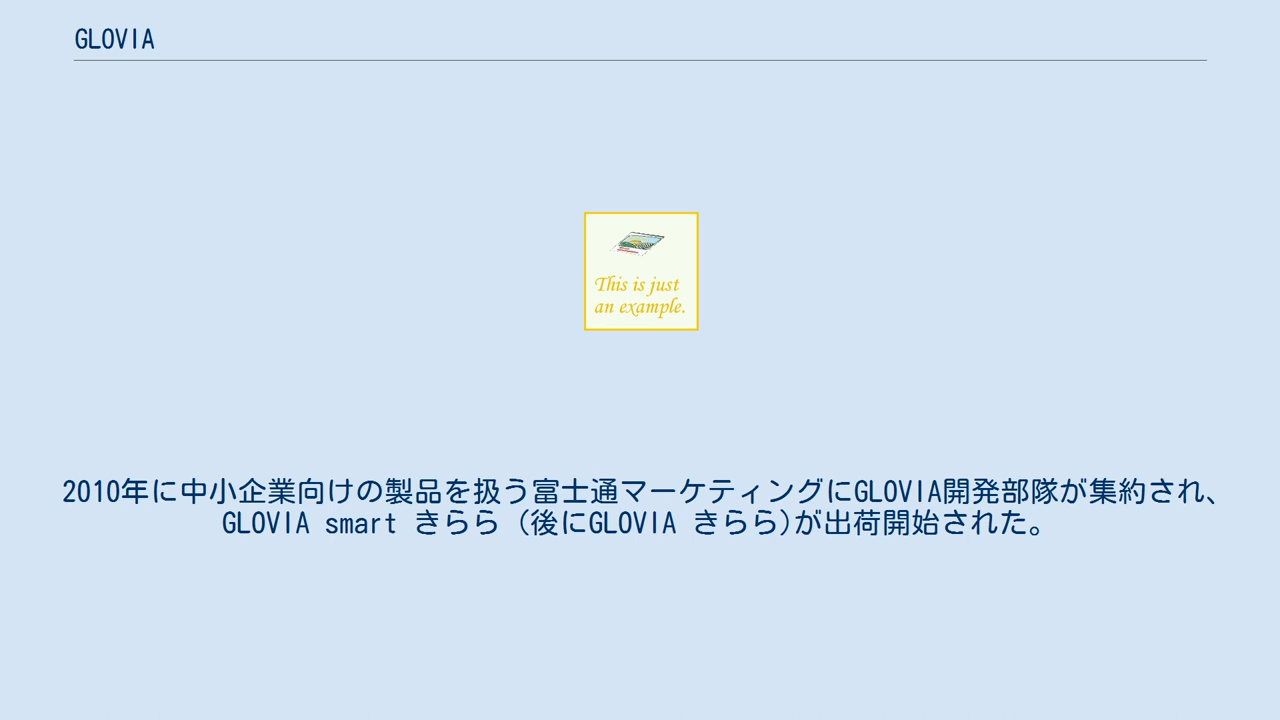 GLOVIA
This is just
an example.
2010年に中小企業向けの製品を扱う富士通マーケティングにGLOVIA開発部隊が集約され、
GLOVIA smart きらら (後にGLOVIA きらら)が出荷開始された。